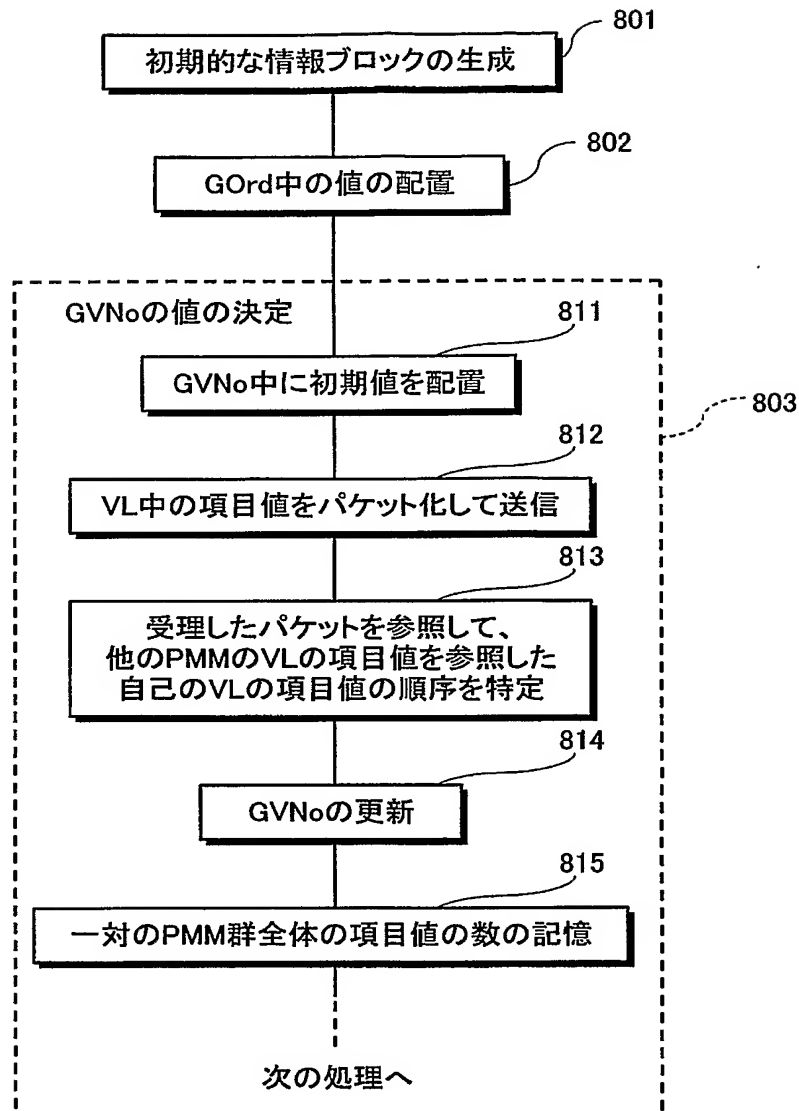 801
初期的な情報ブロックの生成
802
GOrd中の値の配置
GVNoの値の決定
811
GVNo中に初期値を配置
803
812
VL中の項目値をパケット化して送信
813
受理したパケットを参照して、
他のPMMのVLの項目値を参照した
自己のVLの項目値の順序を特定
814
GVNoの更新
815
一対のPMM群全体の項目値の数の記憶
次の処理へ